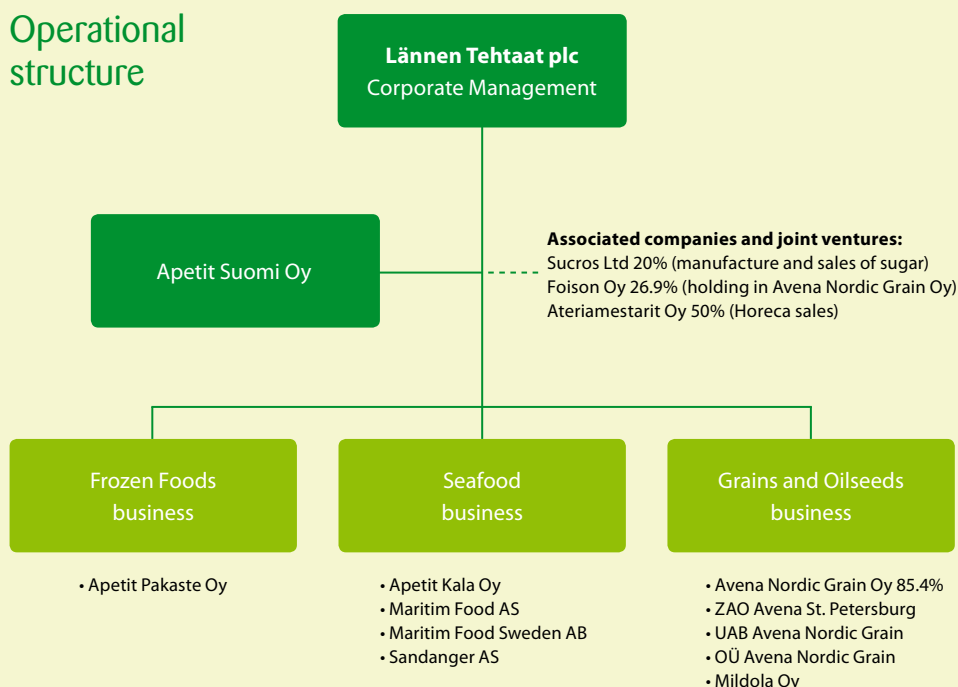 Operational
structure
Lännen Tehtaat plc
Corporate Management
Apetit Suomi Oy
Associated companies and joint ventures:
Sucros Ltd 20% (manufacture and sales of sugar)
Foison Oy 26.9% (holding in Avena Nordic Grain Oy)
Ateriamestarit Oy 50% (Horeca sales)
Frozen Foods
business
• Apetit Pakaste Oy
Seafood
business
• Apetit Kala Oy
• Maritim Food AS
• Maritim Food Sweden AB
• Sandanger AS
Grains and Oilseeds
business
• Avena Nordic Grain Oy 85.4%
• ZAO Avena St. Petersburg
• UAB Avena Nordic Grain
• OÜ Avena Nordic Grain
• Mildola Oy